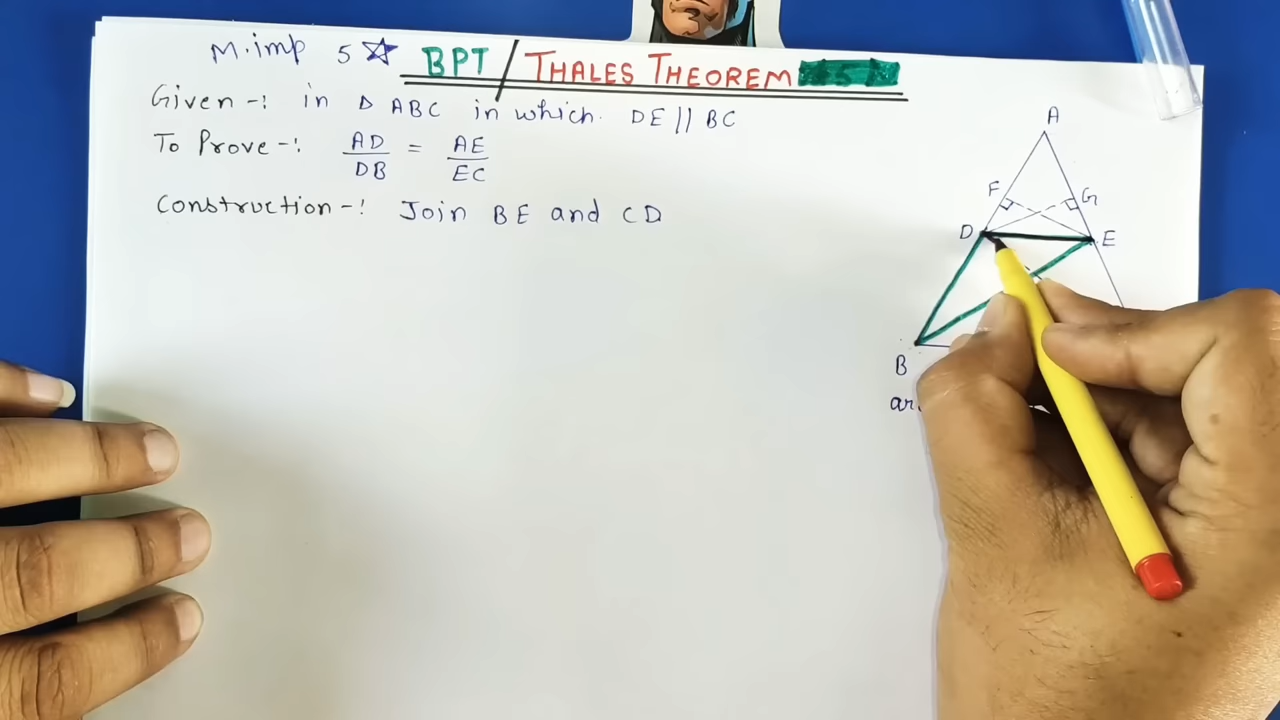 M. imp 5 BPT / THALES THEOREM
Given -: in Δ ABC in which. DE || BC
To Prove -: AD/DB = AE/EC
Construction -: Join BE and CD
A
F G
D E
B